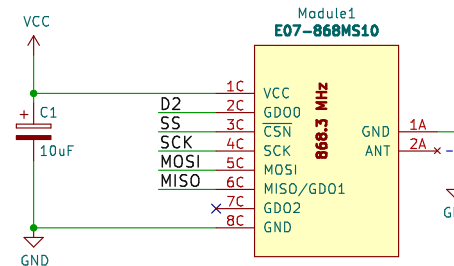 Module1
E07-868MS10
VCC
1C VCC
D2 2C GDO0
SS 3C CSN
SCK 4C SCK
MOSI 5C MOSI
MISO 6C MISO/GDO1
7C GDO2
8C GND
868.3 MHz
GND 1A
ANT 2A
+ C1
10uF
GND